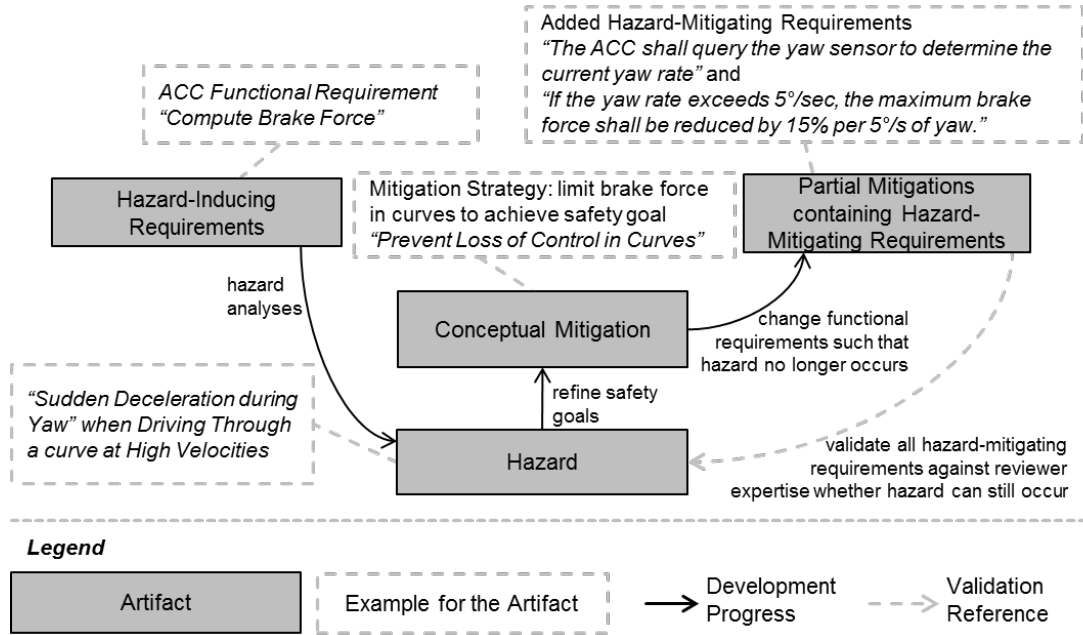 Added Hazard-Mitigating Requirements
“The ACC shall query the yaw sensor to determine the
current yaw rate” and
“If the yaw rate exceeds 5°/sec, the maximum brake
force shall be reduced by 15% per 5°/s of yaw.”
ACC Functional Requirement
“Compute Brake Force”
Hazard-Inducing
Requirements
Mitigation Strategy: limit brake force
in curves to achieve safety goal
“Prevent Loss of Control in Curves”
Partial Mitigations
containing Hazard-
Mitigating Requirements
hazard
analyses
Conceptual Mitigation
change functional
requirements such that
hazard no longer occurs
“Sudden Deceleration during
Yaw” when Driving Through
a curve at High Velocities
refine safety
goals
Hazard
validate all hazard-mitigating
requirements against reviewer
expertise whether hazard can still occur
Legend
Artifact
Example for the Artifact
Development
Progress
Validation
Reference